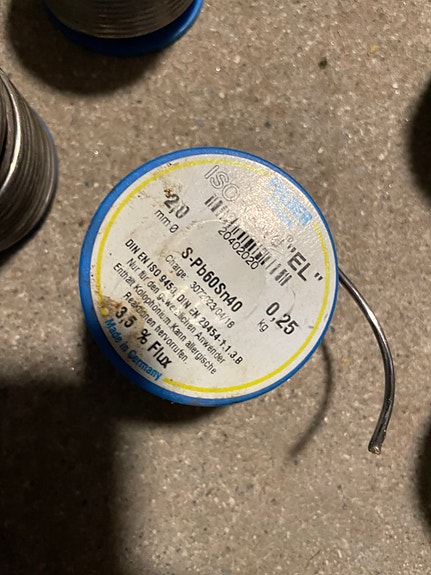 ISO "EL"
2,0
mm Ø
20402020
S-Pb60Sn40
0,25
kg
Charge
DIN EN ISO 9453, DIN EN 29454-1.1.3.B
Nur für den gewerblichen Anwender
Enthält Kolophonium. Kann allergische
Reaktionen hervorrufen.
3,5 % Flux
Made in Germany